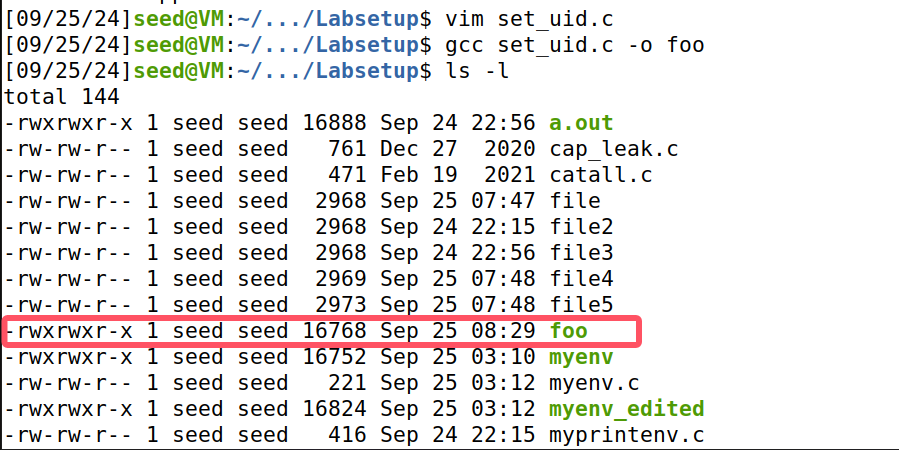 [09/25/24]seed@VM:~/.../Labsetup$ vim set_uid.c
[09/25/24]seed@VM:~/.../Labsetup$ gcc set_uid.c -o foo
[09/25/24]seed@VM:~/.../Labsetup$ ls -l
total 144
-rwxrwxr-x 1 seed seed 16888 Sep 24 22:56 a.out
-rw-rw-r-- 1 seed seed   761 Dec 27  2020 cap_leak.c
-rw-rw-r-- 1 seed seed   471 Feb 19  2021 catall.c
-rw-rw-r-- 1 seed seed  2968 Sep 25 07:47 file
-rw-rw-r-- 1 seed seed  2968 Sep 24 22:15 file2
-rw-rw-r-- 1 seed seed  2968 Sep 24 22:56 file3
-rw-rw-r-- 1 seed seed  2969 Sep 25 07:48 file4
-rw-rw-r-- 1 seed seed  2973 Sep 25 07:48 file5
-rwxrwxr-x 1 seed seed 16768 Sep 25 08:29 foo
-rwxrwxr-x 1 seed seed 16752 Sep 25 03:10 myenv
-rw-rw-r-- 1 seed seed   221 Sep 25 03:12 myenv.c
-rwxrwxr-x 1 seed seed 16824 Sep 25 03:12 myenv_edited
-rw-rw-r-- 1 seed seed   416 Sep 24 22:15 myprintenv.c